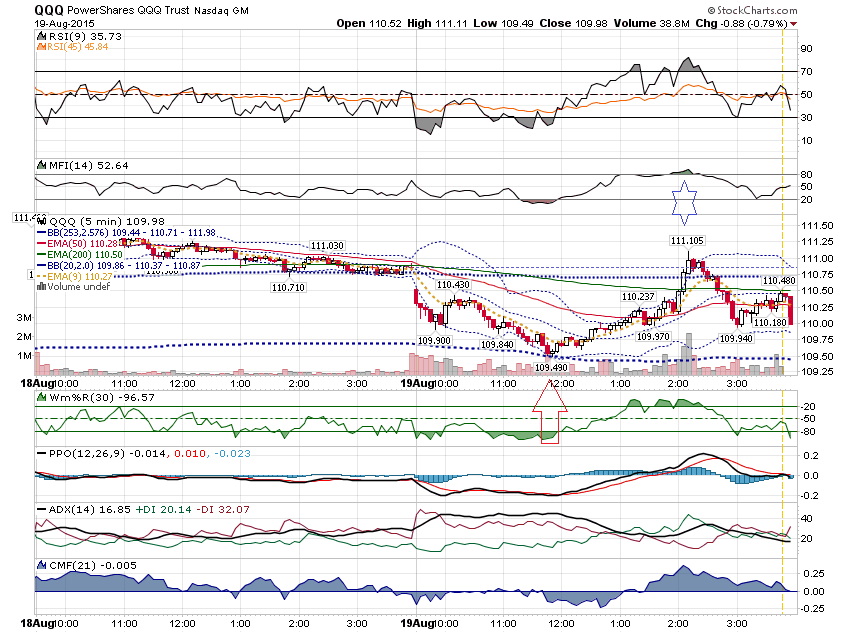 QQQ PowerShares QQQ Trust Nasdaq GM
© StockCharts.com
19-Aug-2015
Open 110.52 High 111.11 Low 109.49 Close 109.98 Volume 38.8M Chg -0.88 (-0.79%)
RSI(9) 35.73
RSI(45) 45.84
90
70
50
30
10
MFI(14) 52.64
80
50
20
QQQ (5 min) 109.98
BB(253,2.576) 109.44 - 110.71 - 111.98
EMA(50) 110.28
EMA(200) 110.50
BB(20,2.0) 109.86 - 110.37 - 110.87
EMA(9) 110.27
Volume undef
111.50
111.25
111.00
110.75
110.50
110.25
110.00
109.75
109.50
109.25
3M
2M
1M
111.030
110.710
110.430
109.900
109.840
109.490
110.237
109.970
111.105
109.940
110.180
110.480
18Aug 10:00 11:00 12:00 1:00 2:00 3:00 19Aug 10:00 11:00 12:00 1:00 2:00 3:00
Wm%R(30) -96.57
-20
-50
-80
PPO(12,26,9) -0.014, 0.010, -0.023
0.2
0.0
-0.2
ADX(14) 16.85 +DI 20.14 -DI 32.07
40
20
CMF(21) -0.005
0.25
0.00
-0.25
18Aug 10:00 11:00 12:00 1:00 2:00 3:00 19Aug 10:00 11:00 12:00 1:00 2:00 3:00